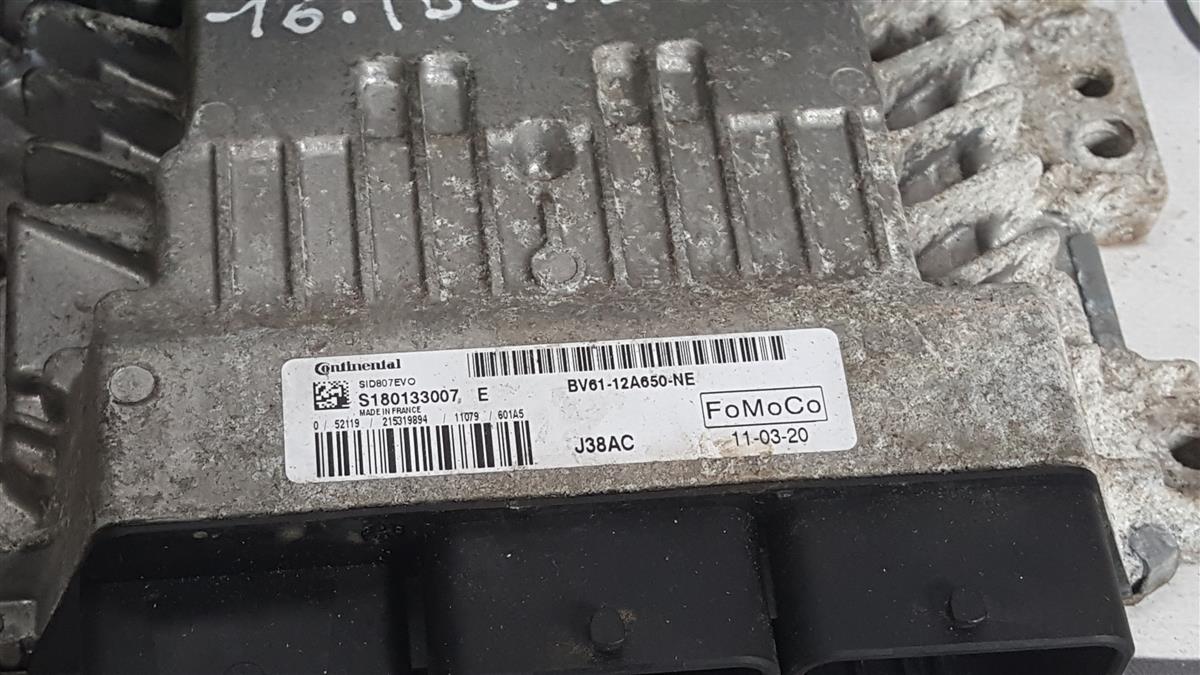 16.
Continental
SID807EVO
S180133007 E
MADE IN FRANCE
0 / 52119 / 215319894 / 11079 / 601A5
BV61-12A650-NE
FoMoCo
J38AC
11-03-20